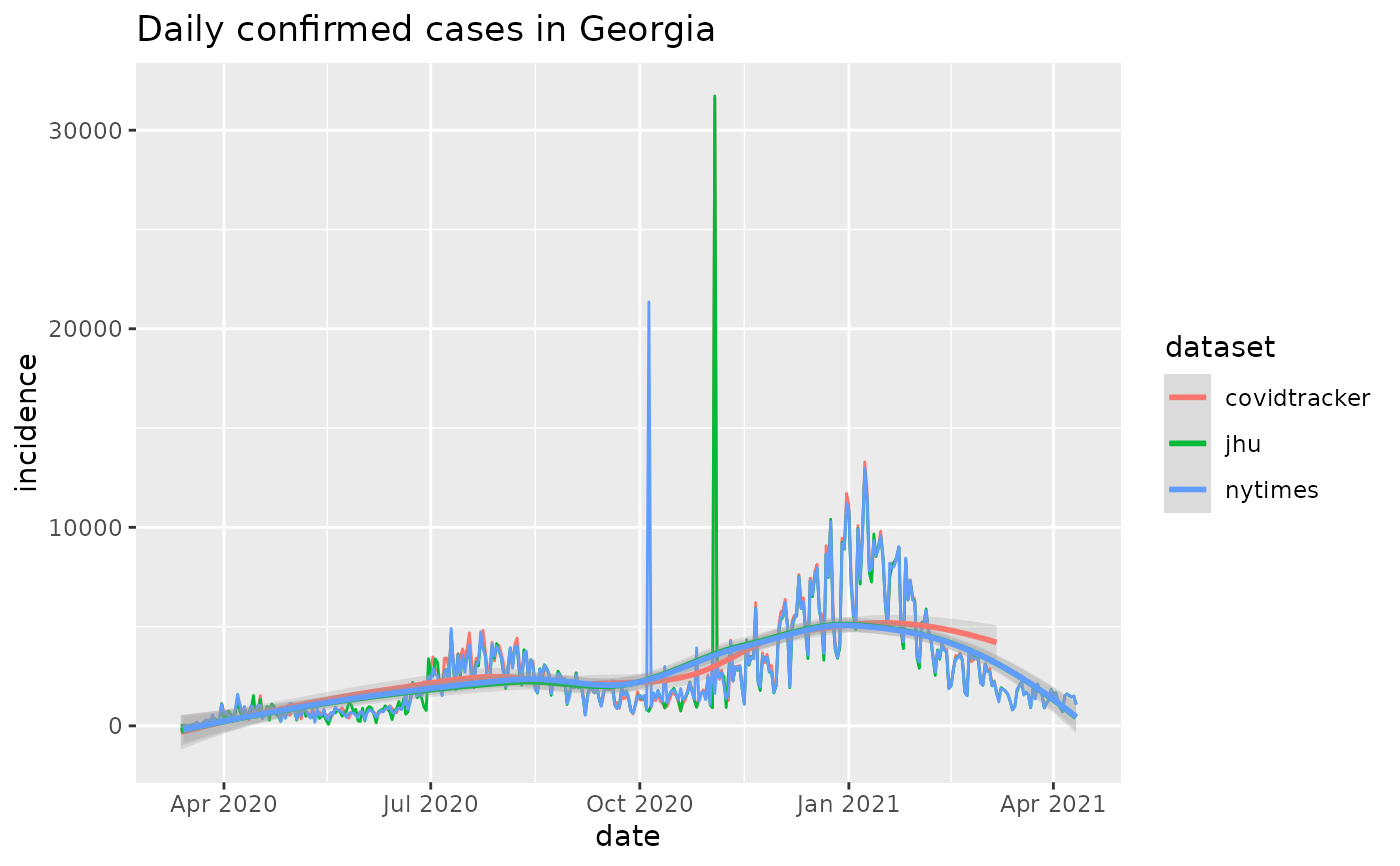 Daily confirmed cases in Georgia
30000
20000
10000
0
incidence
Apr 2020
Jul 2020
Oct 2020
Jan 2021
Apr 2021
date
dataset
covidtracker
jhu
nytimes